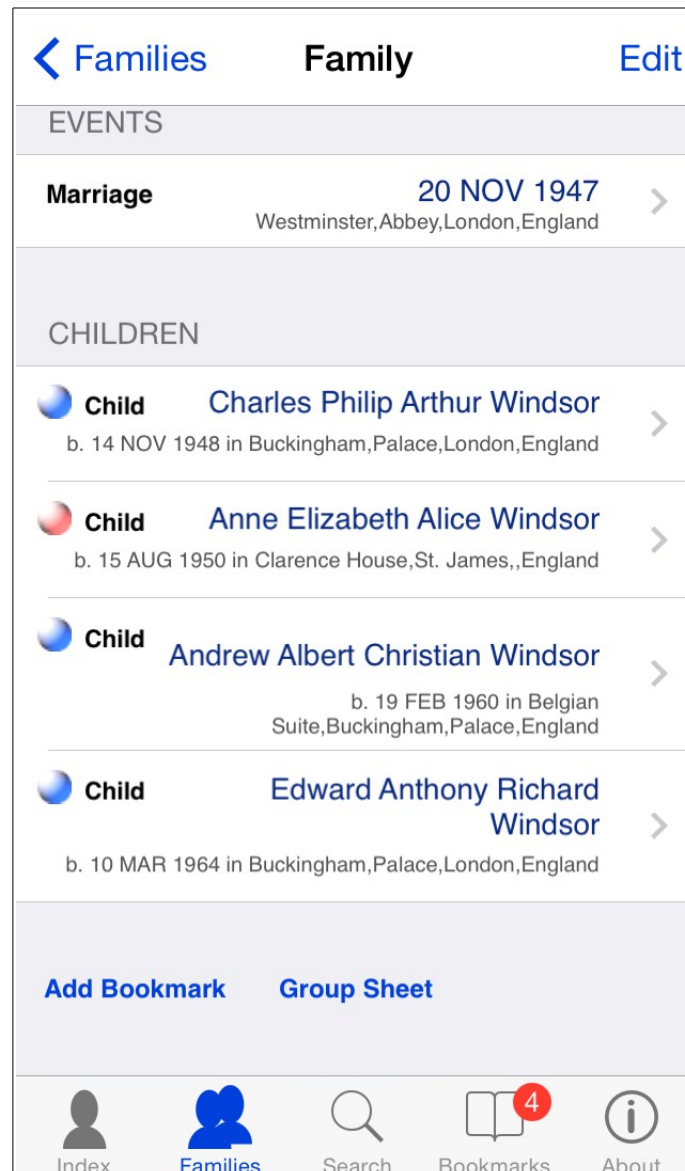 Families Family Edit
EVENTS
Marriage 20 NOV 1947
Westminster,Abbey,London,England
CHILDREN
Child Charles Philip Arthur Windsor
b. 14 NOV 1948 in Buckingham,Palace,London,England
Child Anne Elizabeth Alice Windsor
b. 15 AUG 1950 in Clarence House,St. James,,England
Child Andrew Albert Christian Windsor
b. 19 FEB 1960 in Belgian
Suite,Buckingham,Palace,England
Child Edward Anthony Richard
Windsor
b. 10 MAR 1964 in Buckingham,Palace,London,England
Add Bookmark Group Sheet
4
Index Families Search Bookmarks About